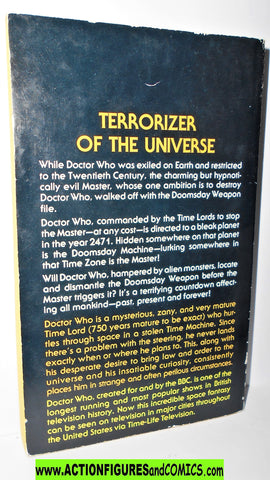 TERRORIZER
OF THE UNIVERSE
While Doctor Who was exiled on Earth and restricted
to the Twentieth Century, the charming but hypnoti-
cally evil Master, whose one ambition is to destroy
Doctor Who, walked off with the Doomsday Weapon
file.
Doctor Who, commanded by the Time Lords to stop
the Master—at any cost—is directed to a bleak planet
in the year 2471. Hidden somewhere on that planet
is the Doomsday Machine—lurking somewhere in
that Time Zone is the Master!
Will Doctor Who, hampered by alien monsters, locate
and dismantle the Doomsday Weapon before the
Master triggers it? It's a terrifying countdown affect-
ing all mankind—past, present and forever!
Doctor Who is a mysterious, zany, and very mature
Time Lord (750 years mature to be exact) who hur-
tles through space in a stolen Time Machine. Since
there's a problem with the steering, he never lands
exactly when or where he plans to. This, along with
his desperate desire to bring law and order to the
universe and his insatiable curiosity, consistently
places him in strange and often perilous circumstances.
Doctor Who, created for and by the BBC, is one of the
longest running and most popular shows in British
television history. Now this incredible space fantasy
can be seen on television in major cities throughout
the United States via Time-Life Television.
www.ACTIONFIGURESandCOMICS.com